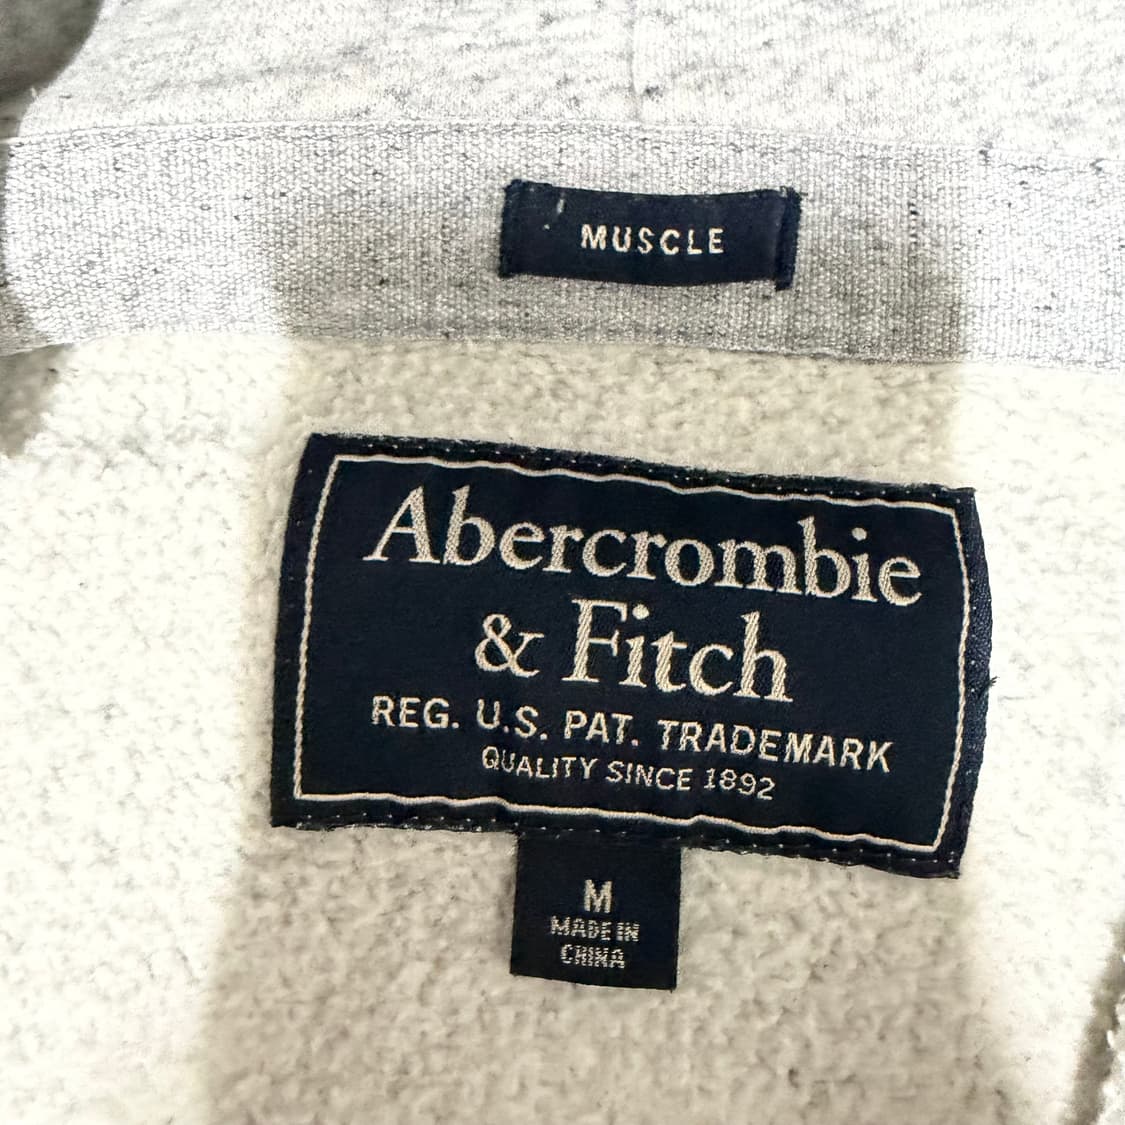 MUSCLE
Abercrombie
& Fitch
REG. U.S. PAT. TRADEMARK
QUALITY SINCE 1892
M
MADE IN
CHINA